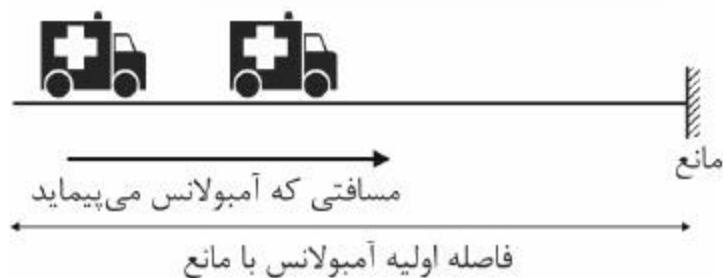 مانع
مسافتی که آمبولانس می‌پیماید
فاصله اولیه آمبولانس با مانع